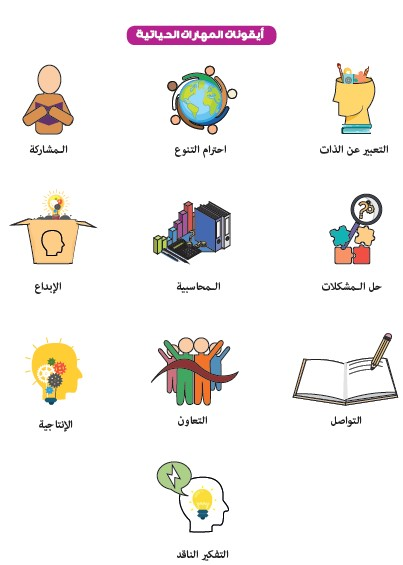 أيقونات المهارات الحياتية
التعبير عن الذات
احترام التنوع
المشاركة
حل المشكلات
المحاسبية
الإبداع
التواصل
التعاون
الإنتاجية
التفكير الناقد